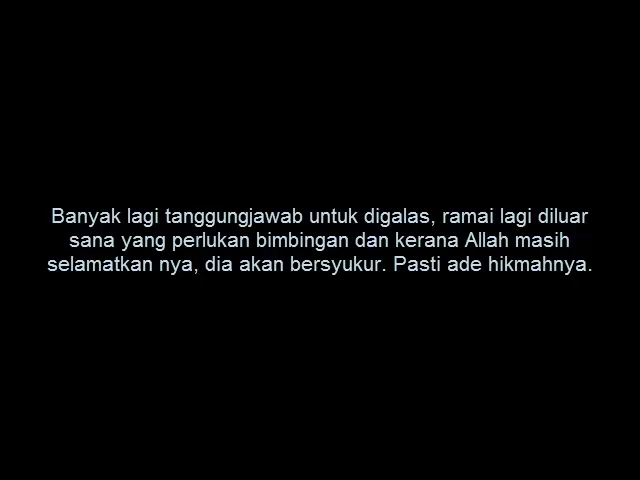 Banyak lagi tanggungjawab untuk digalas, ramai lagi diluar
sana yang perlukan bimbingan dan kerana Allah masih
selamatkan nya, dia akan bersyukur. Pasti ade hikmahnya.